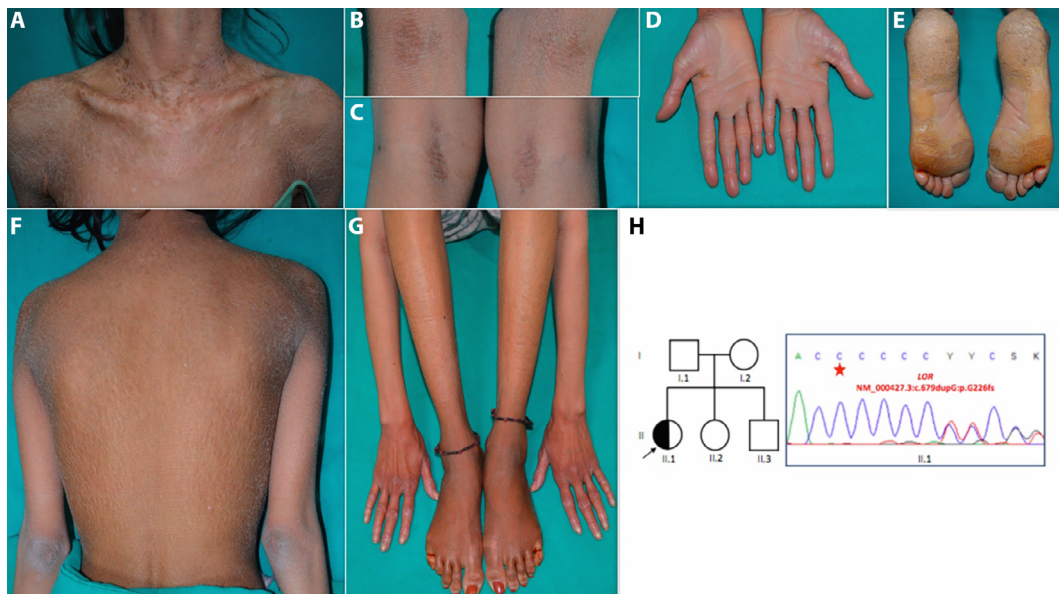 A
B
C
D
E
F
G
H
I
I.1
I.2
II
II.1
II.2
II.3
A C C C C C C Y Y C S K
LOR
NM_000427.3:c.679dupG:p.G226fs
II.1